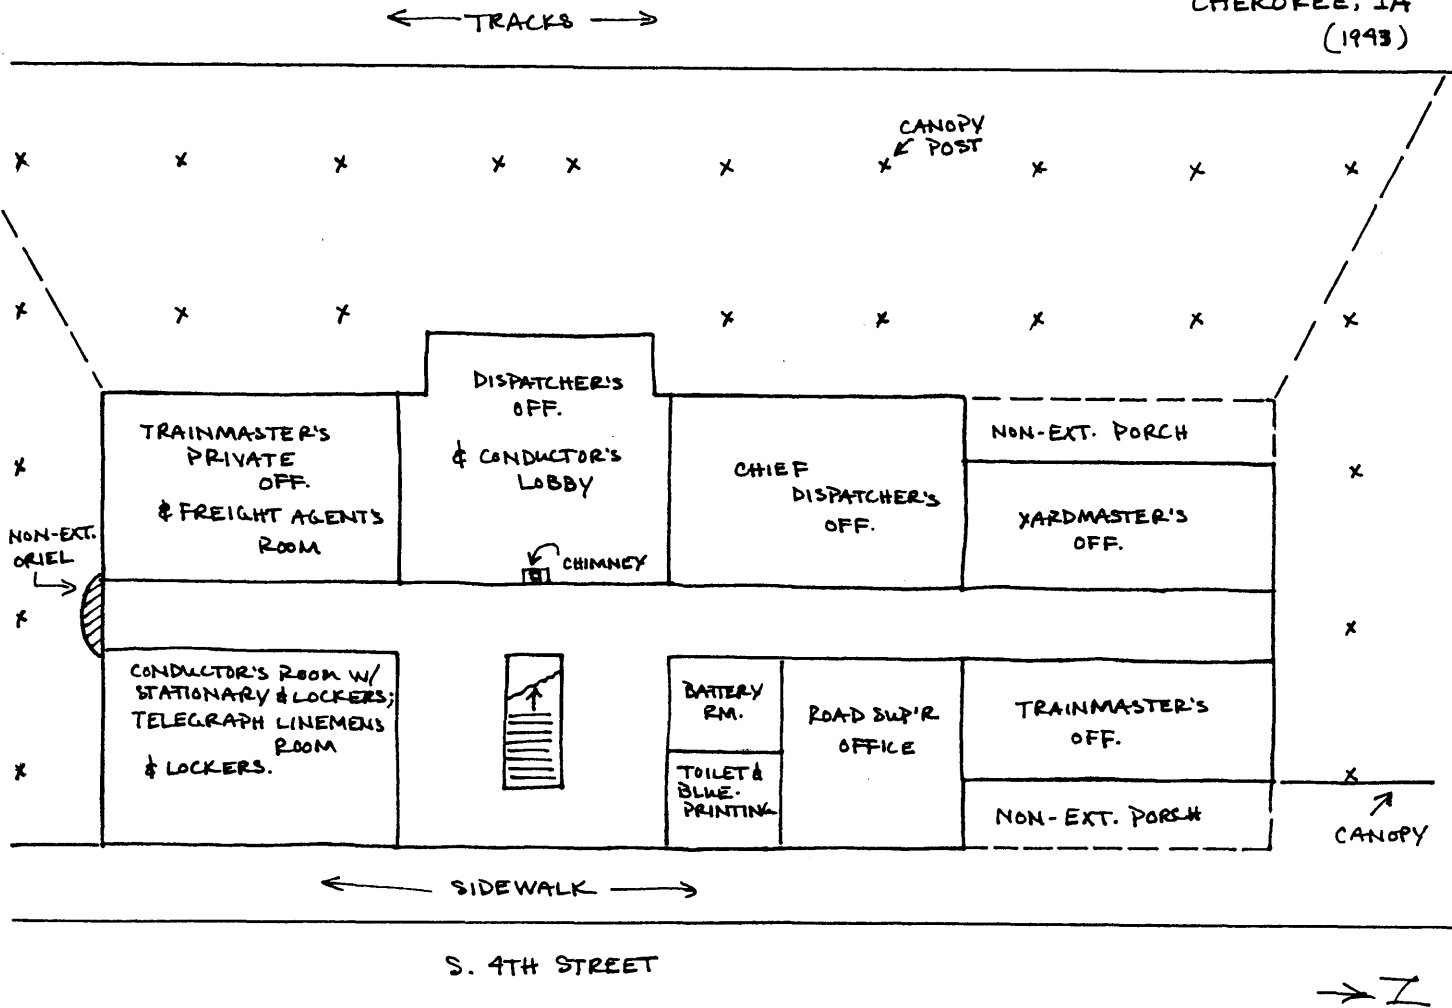 CHEROKEE, IA
(1943)
TRACKS
CANOPY
POST
DISPATCHER'S
OFF.
& CONDUCTOR'S
LOBBY
TRAINMASTER'S
PRIVATE
OFF.
& FREIGHT AGENTS
ROOM
CHIEF
DISPATCHER'S
OFF.
NON-EXT. PORCH
YARDMASTER'S
OFF.
NON-EXT.
ORIEL
CHIMNEY
CONDUCTOR'S ROOM W/
STATIONARY & LOCKERS;
TELEGRAPH LINEMENS
ROOM
& LOCKERS.
BATTERY
RM.
TOILET &
BLUE-
PRINTING
ROAD SUP'R
OFFICE
TRAINMASTER'S
OFF.
NON-EXT. PORCH
CANOPY
SIDEWALK
S. 4TH STREET